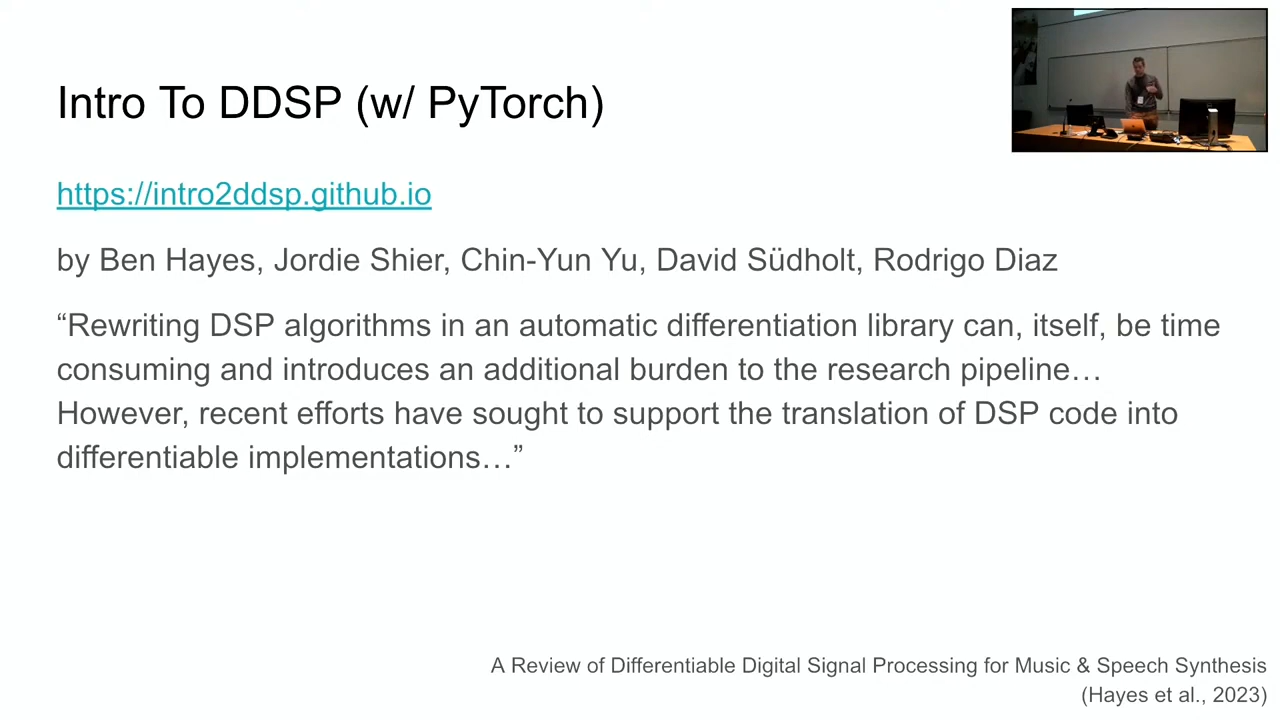 Intro To DDSP (w/ PyTorch)
https://intro2ddsp.github.io
by Ben Hayes, Jordie Shier, Chin-Yun Yu, David Südholt, Rodrigo Diaz
“Rewriting DSP algorithms in an automatic differentiation library can, itself, be time
consuming and introduces an additional burden to the research pipeline…
However, recent efforts have sought to support the translation of DSP code into
differentiable implementations…”
A Review of Differentiable Digital Signal Processing for Music & Speech Synthesis
(Hayes et al., 2023)